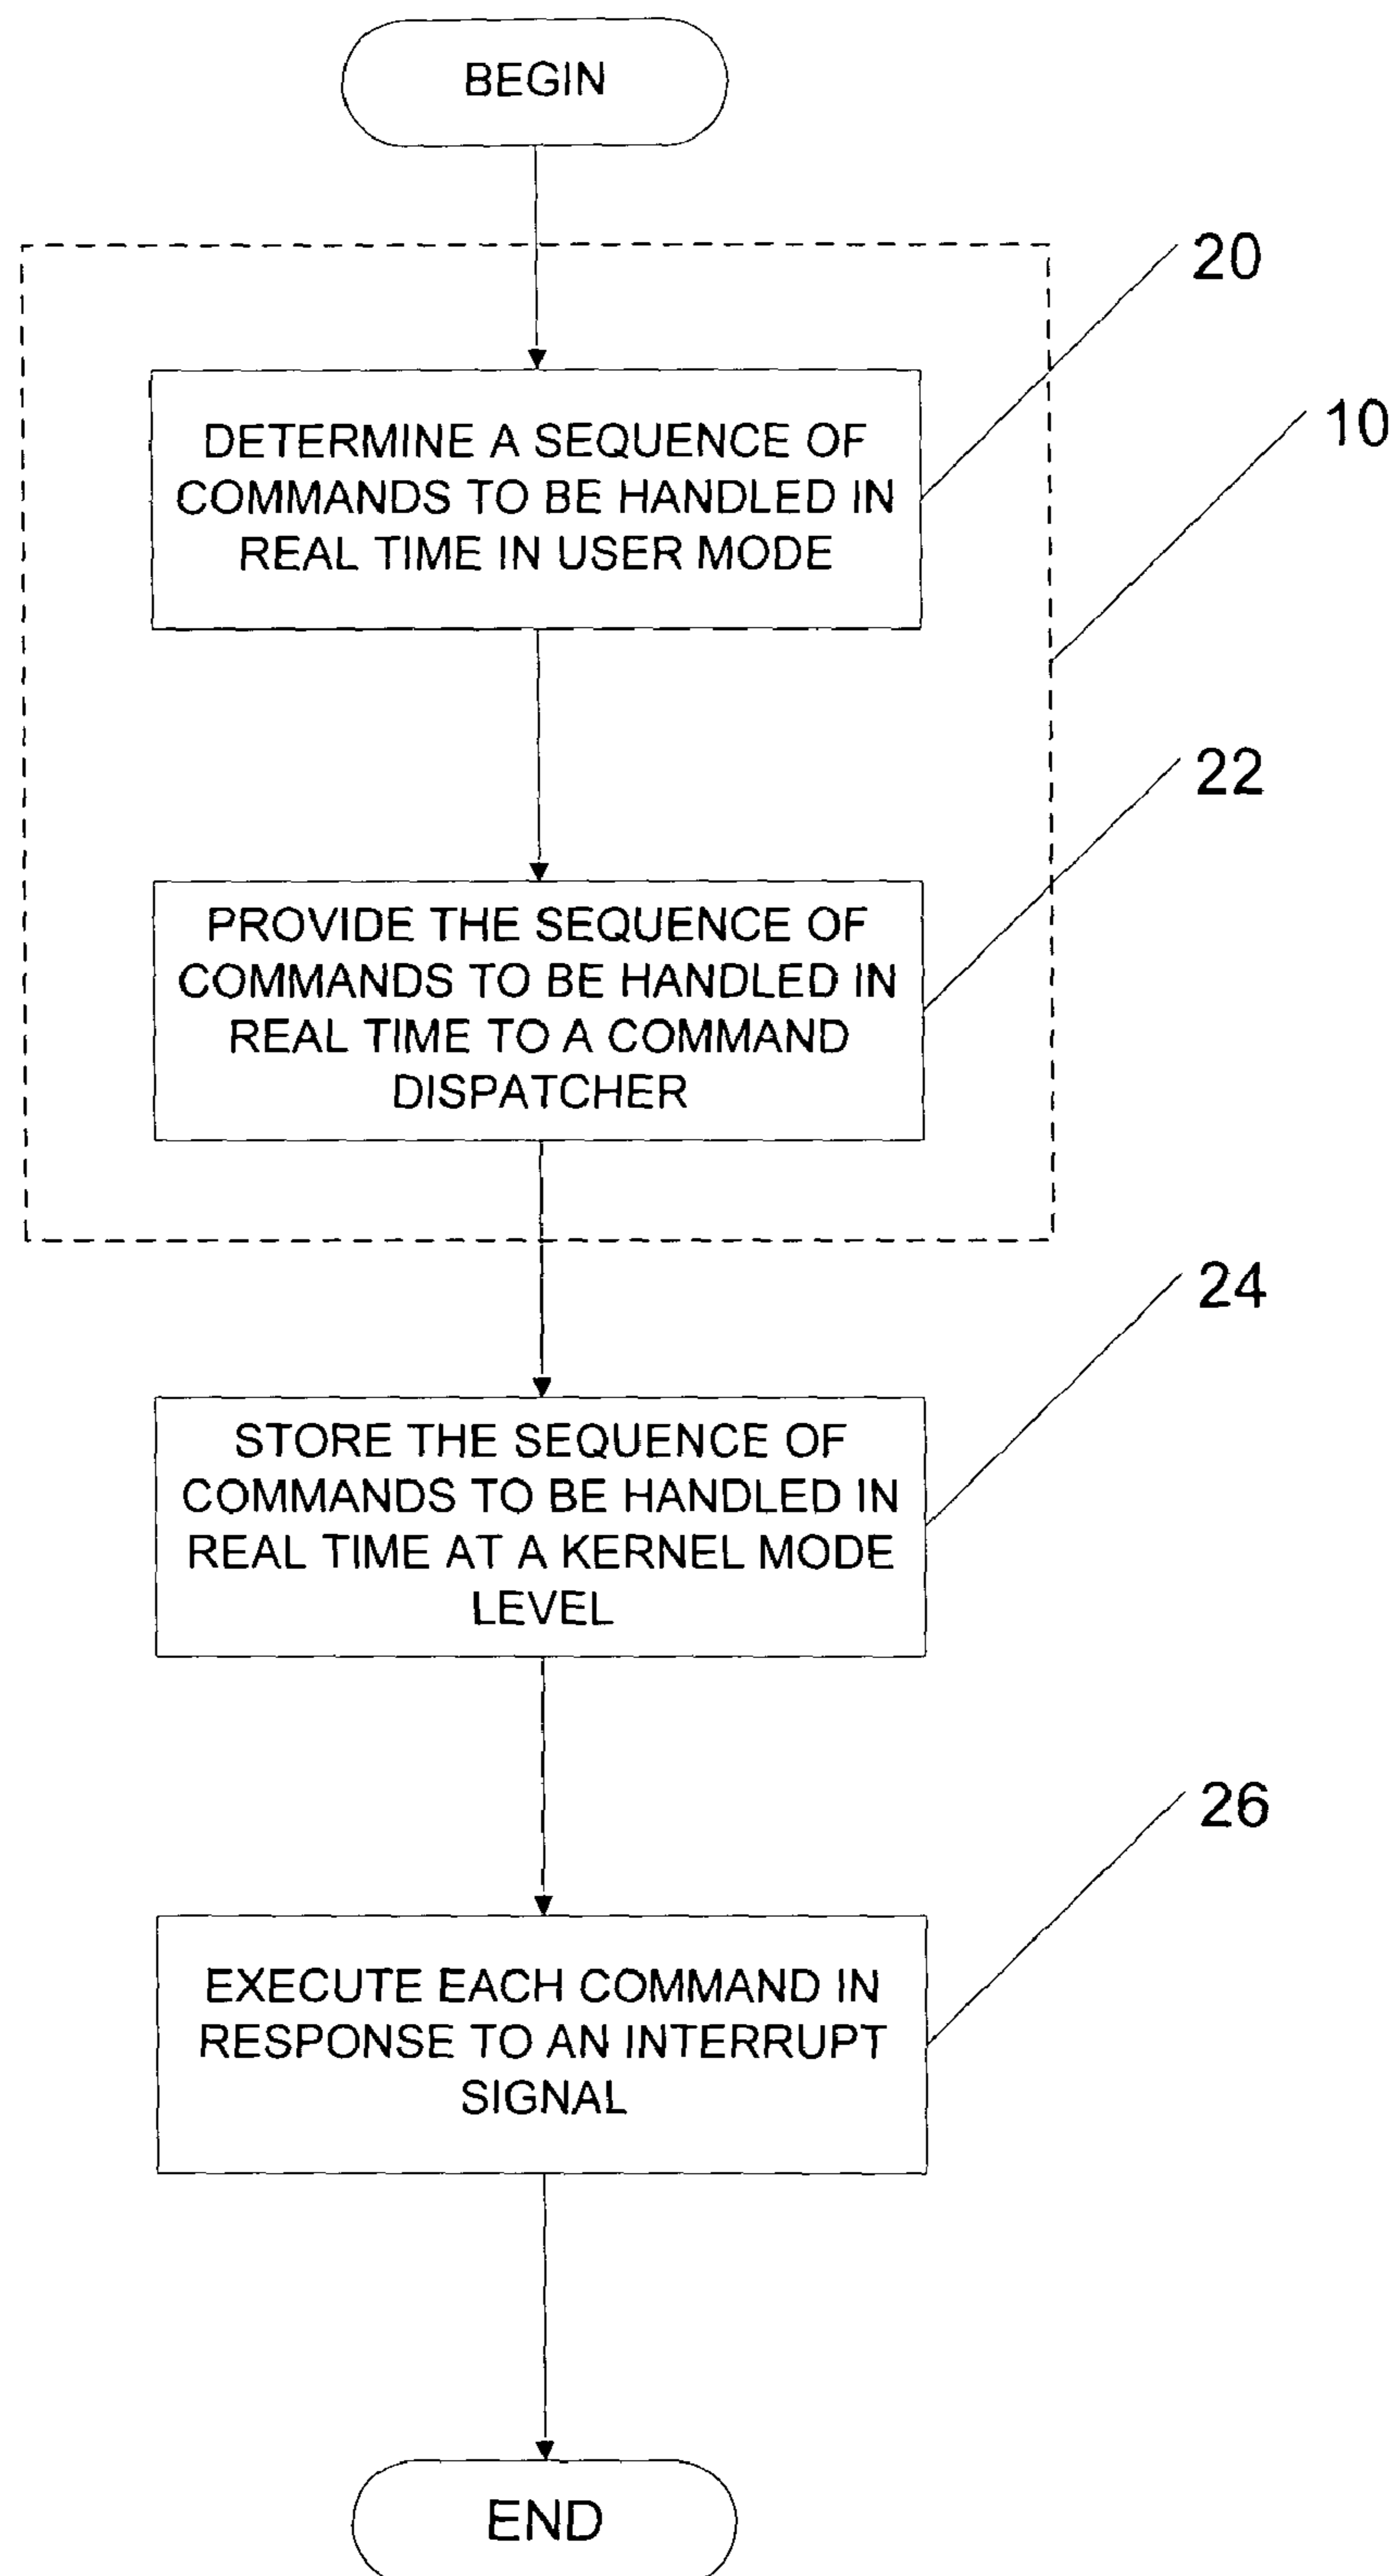 BEGIN
20
10
DETERMINE A SEQUENCE OF
COMMANDS TO BE HANDLED IN
REAL TIME IN USER MODE
22
PROVIDE THE SEQUENCE OF
COMMANDS TO BE HANDLED IN
REAL TIME TO A COMMAND
DISPATCHER
24
STORE THE SEQUENCE OF
COMMANDS TO BE HANDLED IN
REAL TIME AT A KERNEL MODE
LEVEL
26
EXECUTE EACH COMMAND IN
RESPONSE TO AN INTERRUPT
SIGNAL
END